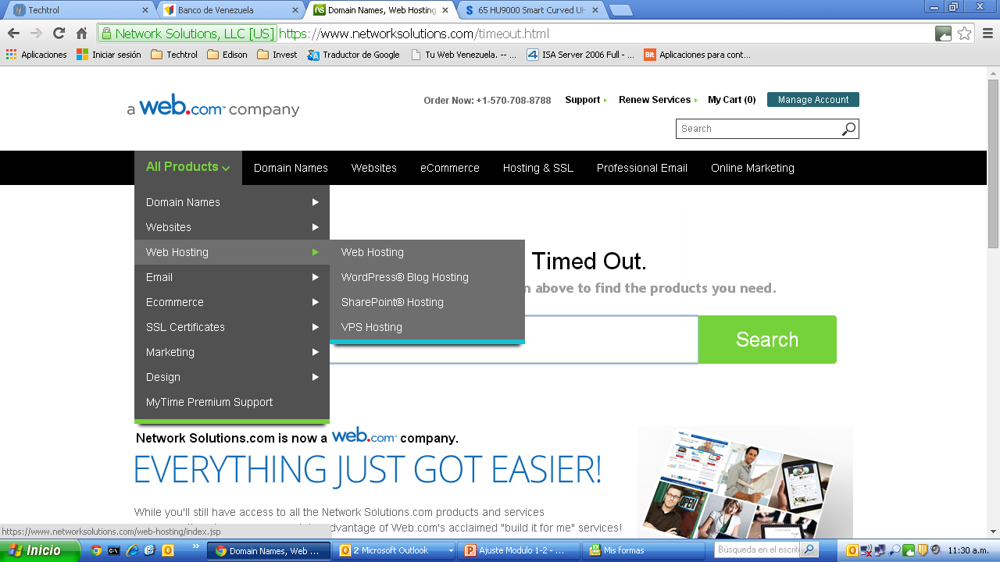 Techtrol
Banco de Venezuela
Domain Names, Web Hosting
65 HU9000 Smart Curved UH
Network Solutions, LLC [US] https://www.networksolutions.com/timeout.html
Aplicaciones Iniciar sesión Techtrol Edison Invest Traductor de Google Tu Web Venezuela. -- ... ISA Server 2006 Full - ... Bit Aplicaciones para cont...
a web.com company
Order Now: +1-570-708-8788 Support Renew Services My Cart (0) Manage Account
Search
All Products Domain Names Websites eCommerce Hosting & SSL Professional Email Online Marketing
Domain Names
Websites
Web Hosting
Email
Ecommerce
SSL Certificates
Marketing
Design
MyTime Premium Support
Web Hosting
WordPress® Blog Hosting
SharePoint® Hosting
VPS Hosting
Timed Out.
above to find the products you need.
Search
Network Solutions.com is now a web.com company.
EVERYTHING JUST GOT EASIER!
While you'll still have access to all the Network Solutions.com products and services
advantage of Web.com's acclaimed "build it for me" services!
OPEN
https://www.networksolutions.com/web-hosting/index.j
Inicio Domain Names, Web ... 2 Microsoft Outlook Ajuste Modulo 1-2 - ... Mis formas Búsqueda en el escrito 11:30 a.m.